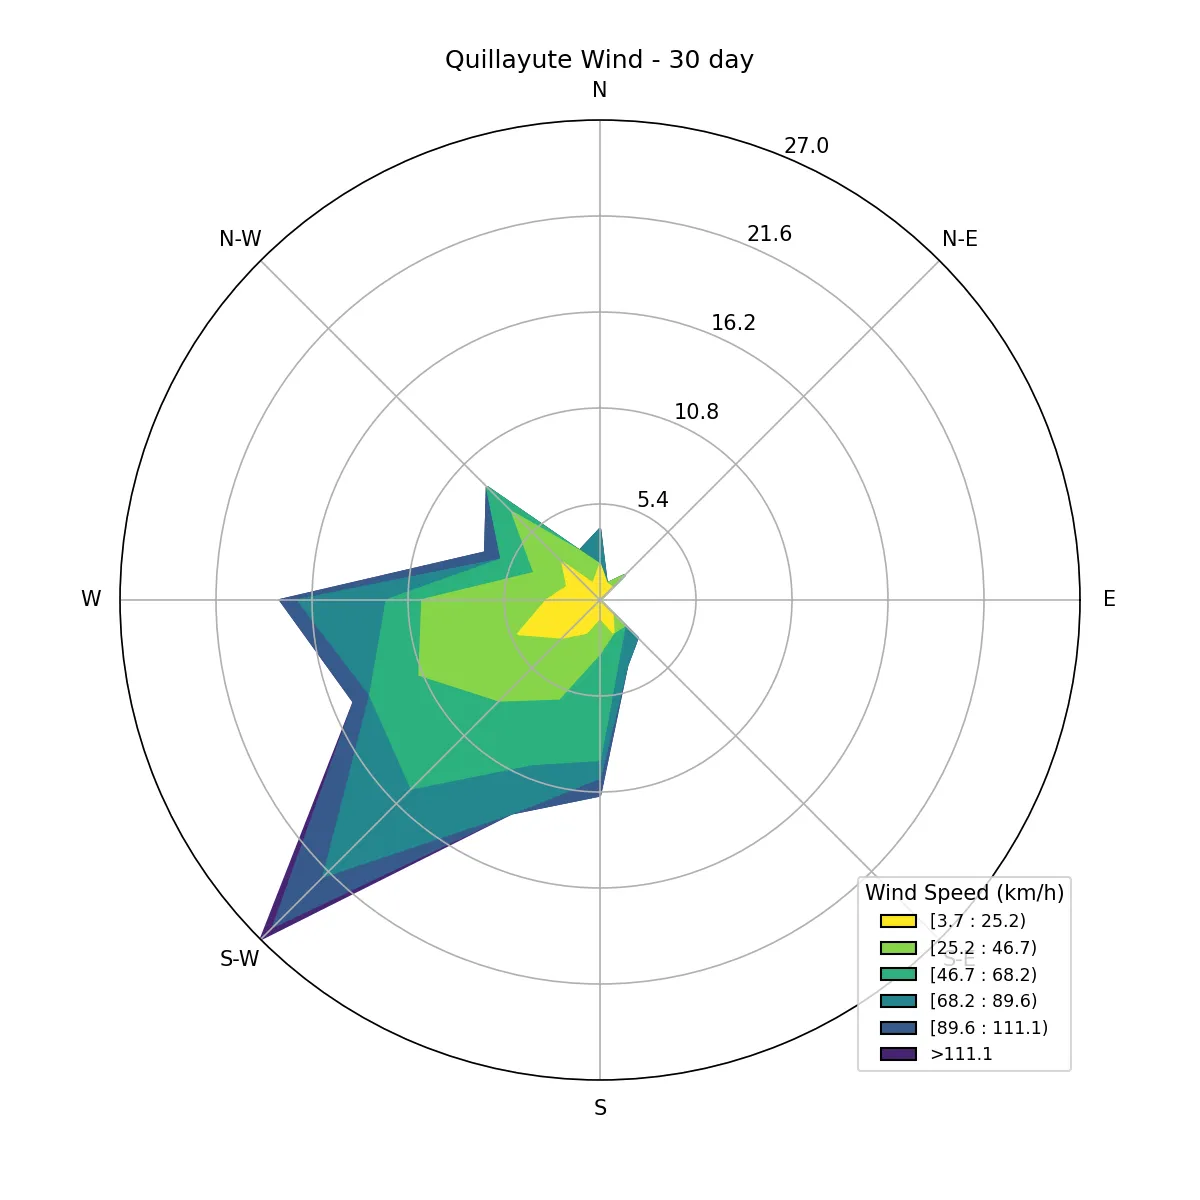 Quillayute Wind - 30 day
N
27.0
N-W
N-E
21.6
16.2
10.8
5.4
W
E
S-W
S-E
S
Wind Speed (km/h)
[3.7 : 25.2)
[25.2 : 46.7)
[46.7 : 68.2)
[68.2 : 89.6)
[89.6 : 111.1)
>111.1